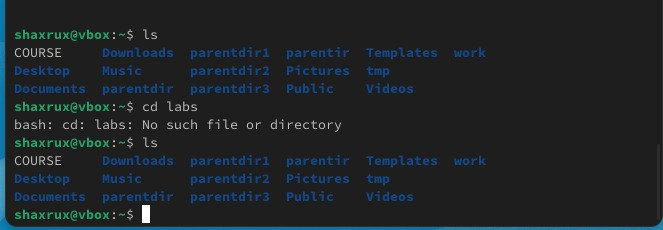 shaxrux@vbox:~$ ls
COURSE Downloads parentdir1 parentir Templates work
Desktop Music parentdir2 Pictures tmp
Documents parentdir parentdir3 Public Videos
shaxrux@vbox:~$ cd labs
bash: cd: labs: No such file or directory
shaxrux@vbox:~$ ls
COURSE Downloads parentdir1 parentir Templates work
Desktop Music parentdir2 Pictures tmp
Documents parentdir parentdir3 Public Videos
shaxrux@vbox:~$